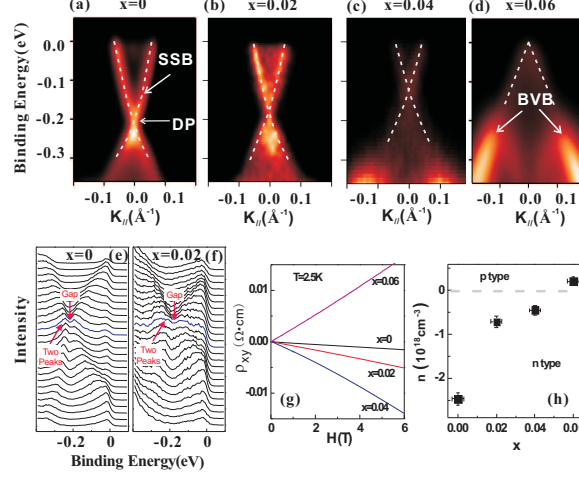 (a) x=0 (b) x=0.02 (c) x=0.04 (d) x=0.06
Binding Energy(eV)
0.0
-0.1
-0.2
-0.3
SSB
DP
BVB
-0.1 0.0 0.1 -0.1 0.0 0.1 -0.1 0.0 0.1 -0.1 0.0 0.1
K//(Å⁻¹) K//(Å⁻¹) K//(Å⁻¹) K//(Å⁻¹)
x=0 (e) x=0.02 (f)
Intensity
Gap
Two
Peaks
Gap
Two
Peaks
-0.2 0 -0.2 0
Binding Energy(eV)
T=2.5K
x=0.06
x=0
x=0.02
x=0.04
ρxy (Ω•cm)
0.01
0.000
-0.01
(g)
0 2 4 6
H(T)
n (10¹⁸cm⁻³)
p type
0
-1
n type
-2
(h)
0.00 0.02 0.04 0.0
x